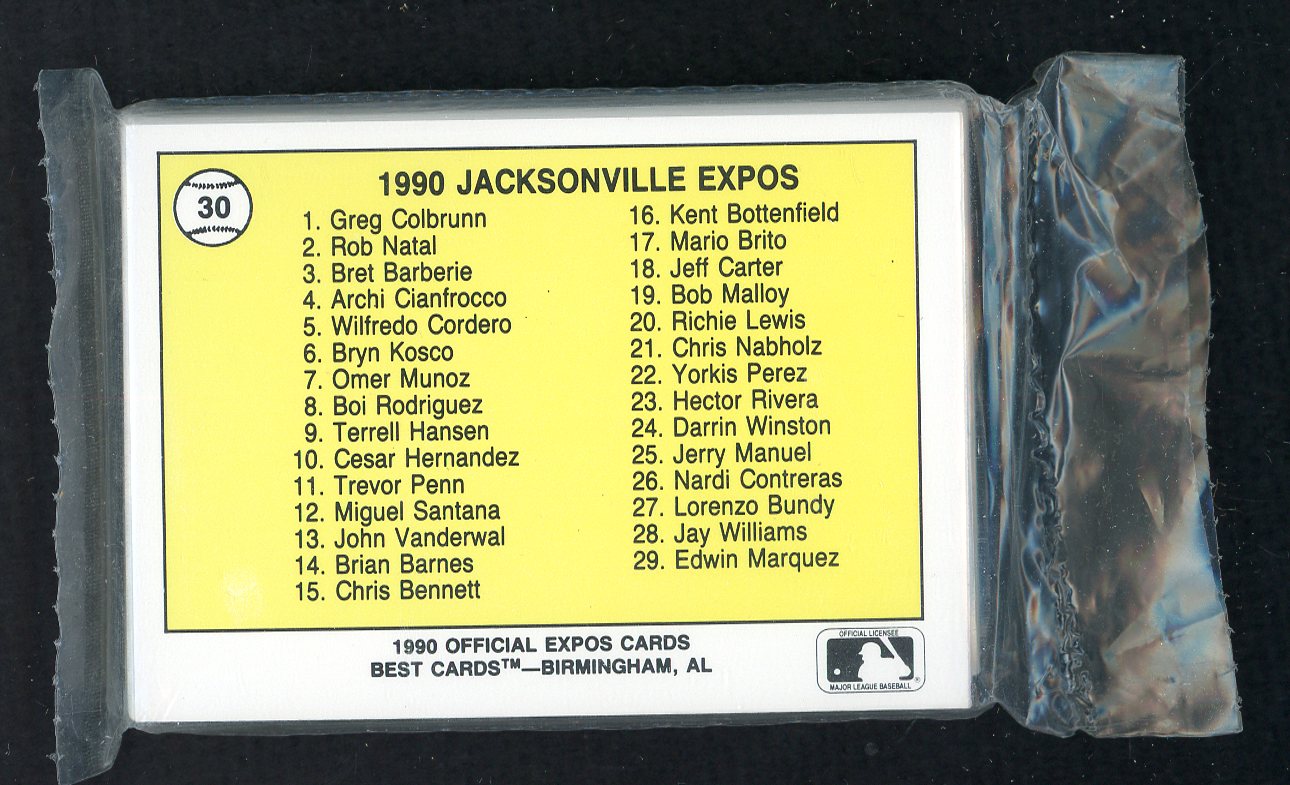 30
1990 JACKSONVILLE EXPOS
1. Greg Colbrunn
2. Rob Natal
3. Bret Barberie
4. Archi Cianfrocco
5. Wilfredo Cordero
6. Bryn Kosco
7. Omer Munoz
8. Boi Rodriguez
9. Terrell Hansen
10. Cesar Hernandez
11. Trevor Penn
12. Miguel Santana
13. John Vanderwal
14. Brian Barnes
15. Chris Bennett
16. Kent Bottenfield
17. Mario Brito
18. Jeff Carter
19. Bob Malloy
20. Richie Lewis
21. Chris Nabholz
22. Yorkis Perez
23. Hector Rivera
24. Darrin Winston
25. Jerry Manuel
26. Nardi Contreras
27. Lorenzo Bundy
28. Jay Williams
29. Edwin Marquez
1990 OFFICIAL EXPOS CARDS
BEST CARDS™—BIRMINGHAM, AL
OFFICIAL LICENSEE
MAJOR LEAGUE BASEBALL®